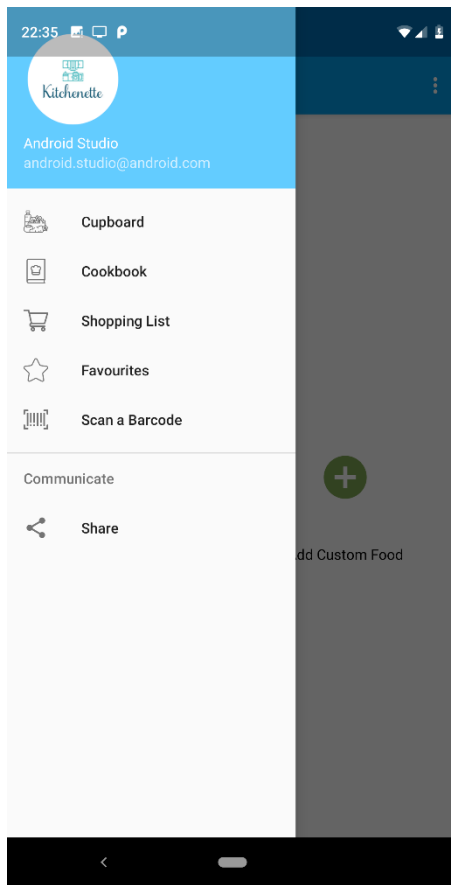 22:35
Kitchenette
Android Studio
android.studio@android.com
Cupboard
Cookbook
Shopping List
Favourites
Scan a Barcode
Communicate
Share
dd Custom Food